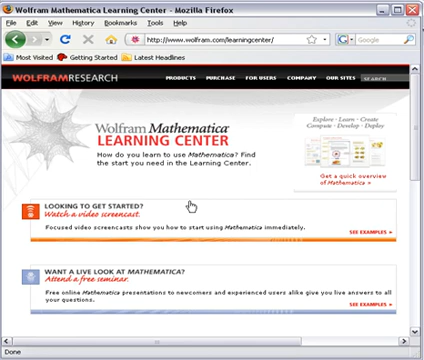 Wolfram Mathematica Learning Center - Mozilla Firefox
File Edit View History Bookmarks Tools Help
http://www.wolfram.com/learningcenter/
Google
Most Visited Getting Started Latest Headlines
WOLFRAMRESEARCH PRODUCTS PURCHASE FOR USERS COMPANY OUR SITES SEARCH
Explore - Learn - Create
Compute - Develop - Deploy
Wolfram Mathematica
LEARNING CENTER
How do you learn to use Mathematica? Find
the start you need in the Learning Center.
Get a quick overview
of Mathematica »
LOOKING TO GET STARTED?
Watch a video screencast.
Focused video screencasts show you how to start using Mathematica immediately.
SEE EXAMPLES »
WANT A LIVE LOOK AT MATHEMATICA?
Attend a free seminar.
Free online Mathematica presentations to newcomers and experienced users alike give you live answers to all
your questions.
SEE EXAMPLES »
Done